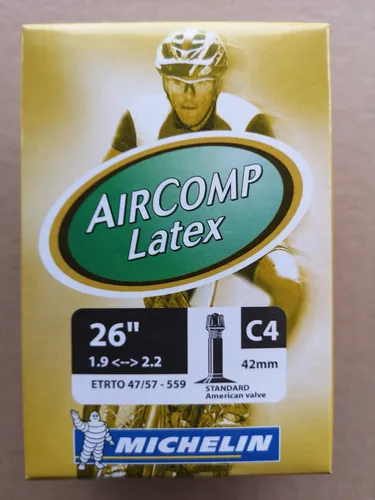 AIRCOMP
Latex
26"
1.9 <--> 2.2
ETRTO 47/57 - 559
C4
42mm
STANDARD
American valve
MICHELIN